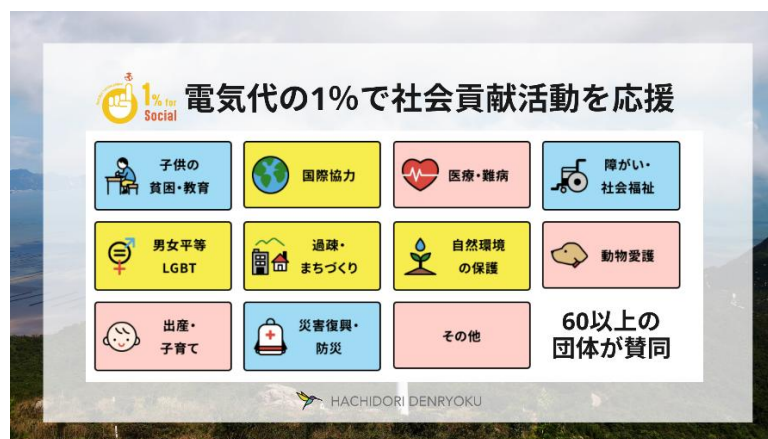 1% for
Social
電気代の1%で社会貢献活動を応援
子供の
貧困・教育
国際協力
医療・難病
障がい・
社会福祉
男女平等
LGBT
過疎・
まちづくり
自然環境
の保護
動物愛護
出産・
子育て
災害復興・
防災
その他
60以上の
団体が賛同
HACHIDORI DENRYOKU